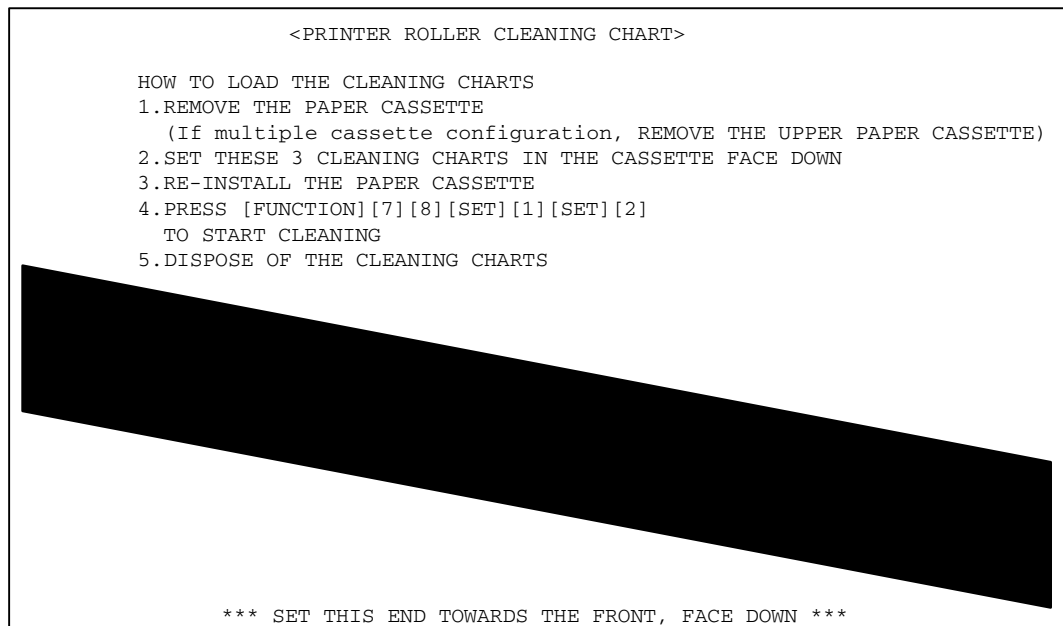 <PRINTER ROLLER CLEANING CHART>
HOW TO LOAD THE CLEANING CHARTS
1.REMOVE THE PAPER CASSETTE
(If multiple cassette configuration, REMOVE THE UPPER PAPER CASSETTE)
2.SET THESE 3 CLEANING CHARTS IN THE CASSETTE FACE DOWN
3.RE-INSTALL THE PAPER CASSETTE
4.PRESS [FUNCTION][7][8][SET][1][SET][2]
TO START CLEANING
5.DISPOSE OF THE CLEANING CHARTS
*** SET THIS END TOWARDS THE FRONT, FACE DOWN ***